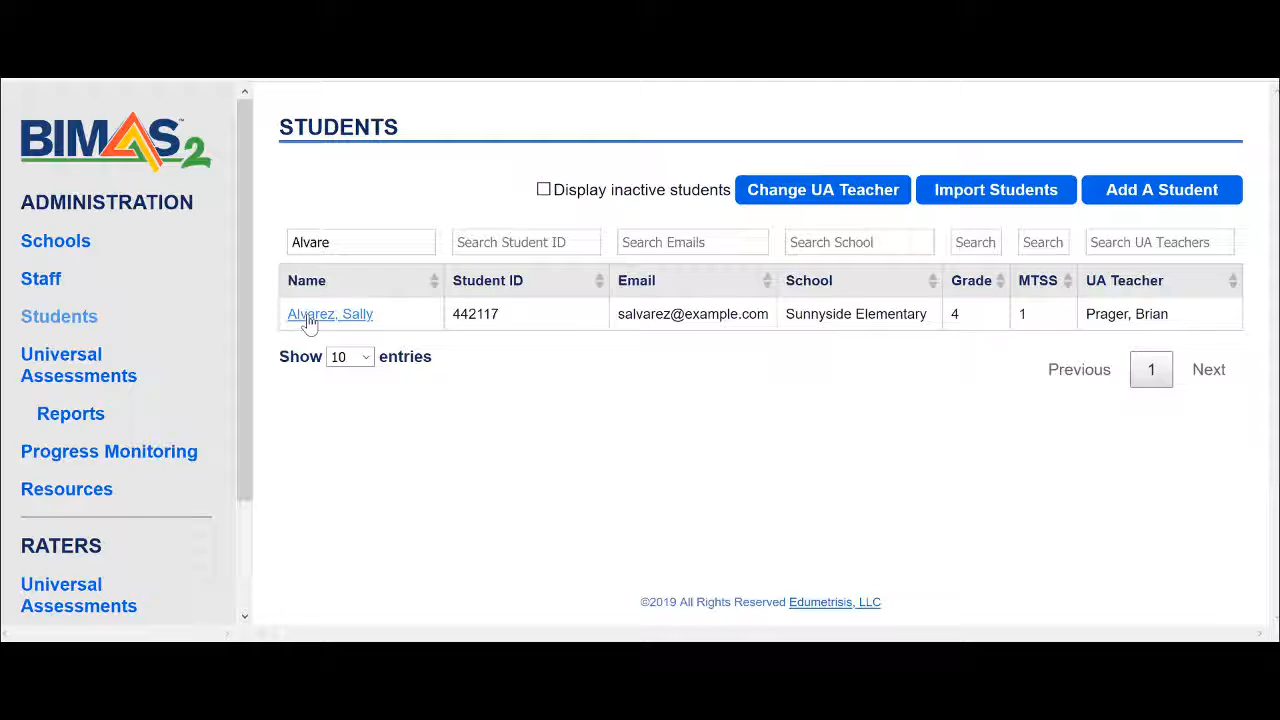 BIMAS 2
ADMINISTRATION
Schools
Staff
Students
Universal
Assessments
Reports
Progress Monitoring
Resources
RATERS
Universal
Assessments
STUDENTS
Display inactive students Change UA Teacher Import Students Add A Student
Alvare Search Student ID Search Emails Search School Search Search Search UA Teachers
Name Student ID Email School Grade MTSS UA Teacher
Alvarez, Sally 442117 salvarez@example.com Sunnyside Elementary 4 1 Prager, Brian
Show 10 entries
Previous 1 Next
©2019 All Rights Reserved Edumetrisis, LLC